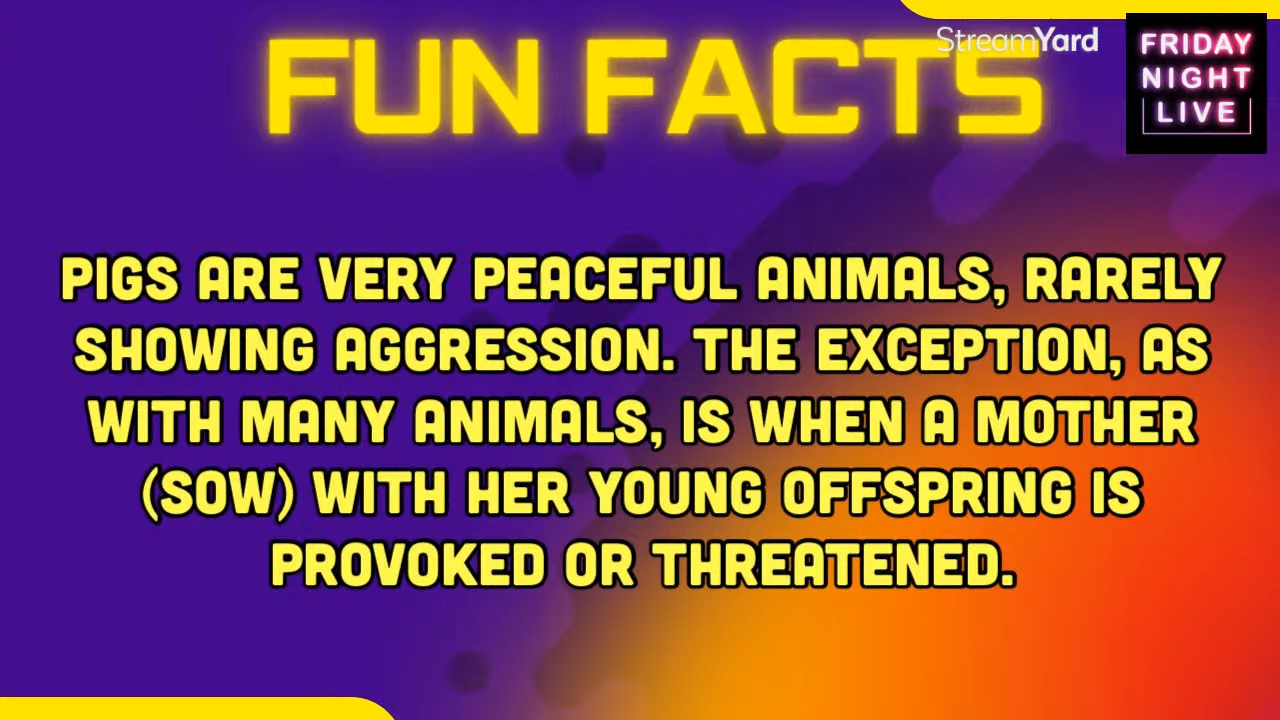 StreamYard
FUN FACTS
FRIDAY
NIGHT
LIVE
PIGS ARE VERY PEACEFUL ANIMALS, RARELY
SHOWING AGGRESSION. THE EXCEPTION, AS
WITH MANY ANIMALS, IS WHEN A MOTHER
(SOW) WITH HER YOUNG OFFSPRING IS
PROVOKED OR THREATENED.